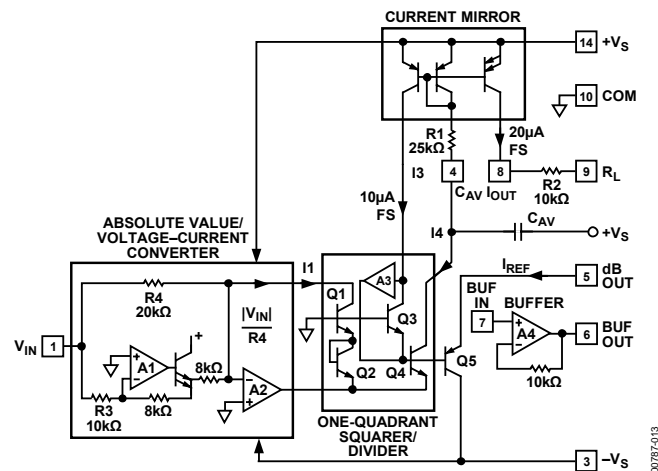 CURRENT MIRROR
14 +VS
10 COM
R1
25kΩ
20µA
FS
I3
4
8
9 RL
R2
10kΩ
CAV IOUT
10µA
FS
CAV
I4
+VS
ABSOLUTE VALUE/
VOLTAGE–CURRENT
CONVERTER
I1
A3
IREF
5 dB
OUT
R4
20kΩ
|VIN|
R4
Q1
Q3
BUF
IN
BUFFER
7
VIN 1
+
A1
8kΩ
A2
Q2
Q4
Q5
A4
6 BUF
OUT
R3
10kΩ
8kΩ
10kΩ
ONE-QUADRANT
SQUARER/
DIVIDER
3 –VS
00787-013